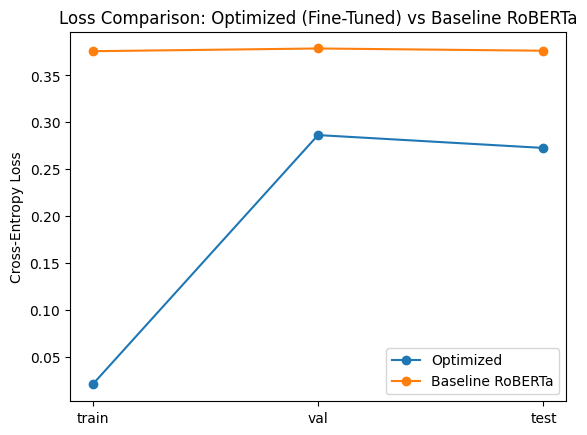 Loss Comparison: Optimized (Fine-Tuned) vs Baseline RoBERTa
Cross-Entropy Loss
0.35
0.30
0.25
0.20
0.15
0.10
0.05
train
val
test
Optimized
Baseline RoBERTa